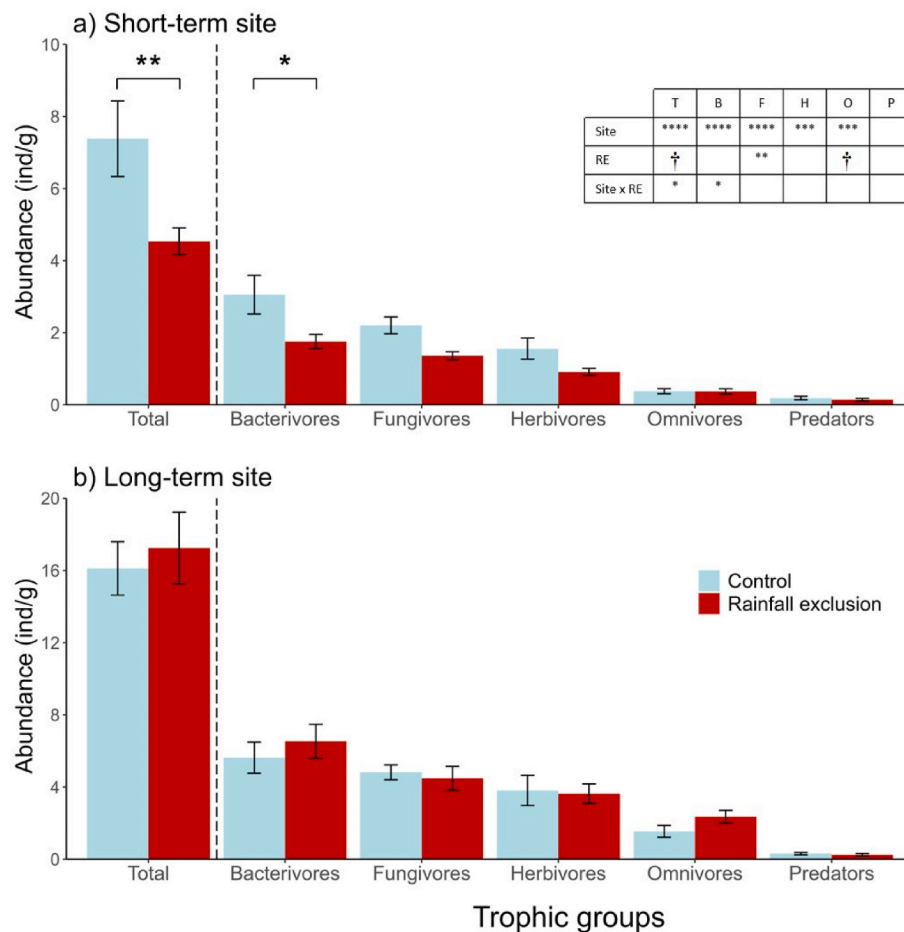 a) Short-term site
10
8
6
4
2
0
Abundance (ind/g)
**
*
T B F H O P
Site **** **** **** *** ***
RE † ** †
Site x RE * *
Total Bacterivores Fungivores Herbivores Omnivores Predators
b) Long-term site
20
16
12
8
4
0
Abundance (ind/g)
Control
Rainfall exclusion
Total Bacterivores Fungivores Herbivores Omnivores Predators
Trophic groups